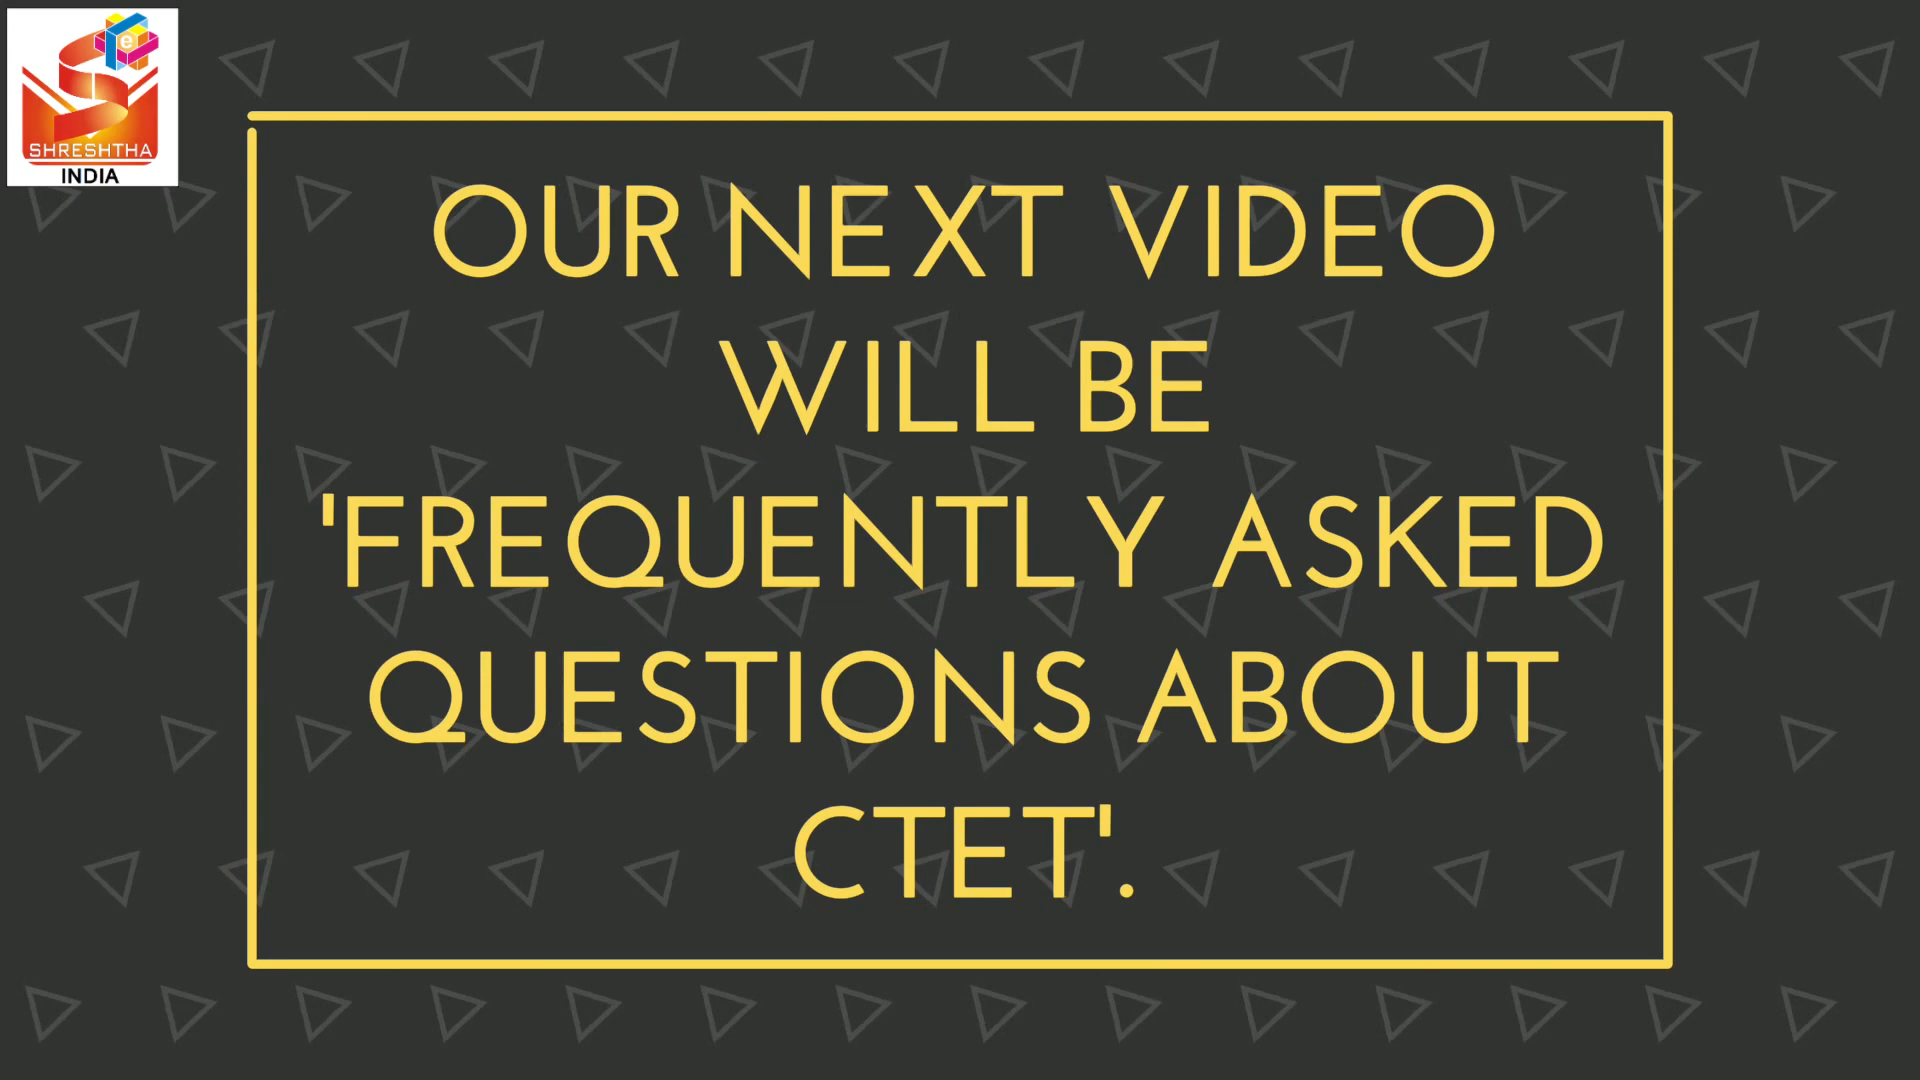 e
SHRESHTHA
INDIA
OUR NEXT VIDEO
WILL BE
'FREQUENTLY ASKED
QUESTIONS ABOUT
CTET'.